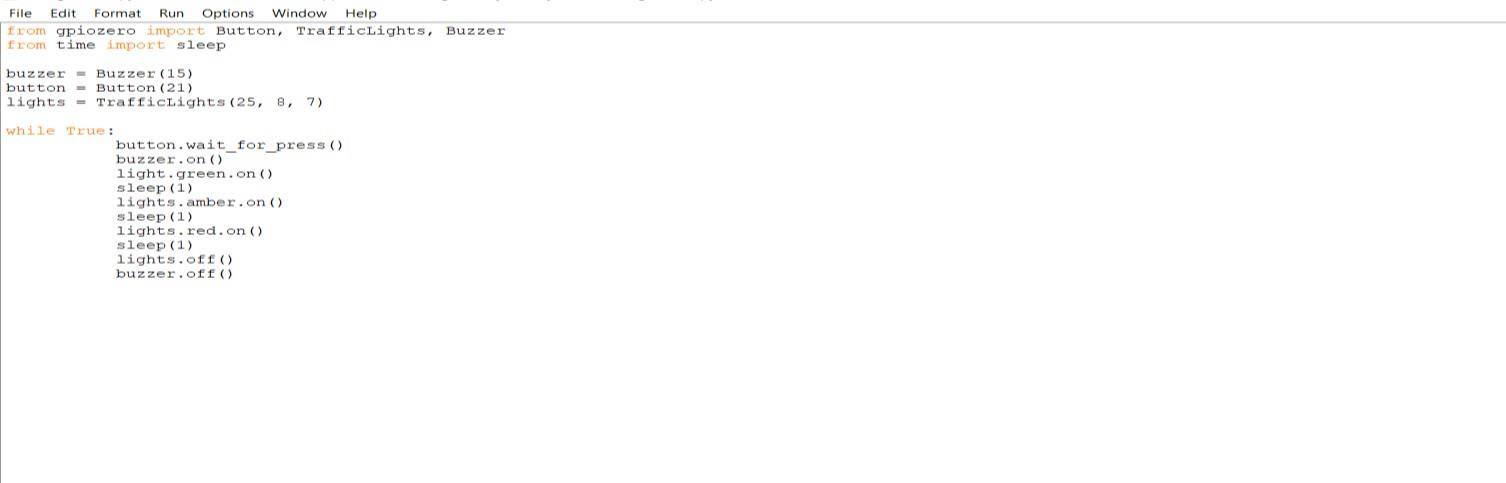 File Edit Format Run Options Window Help
from gpiozero import Button, TrafficLights, Buzzer
from time import sleep
buzzer = Buzzer(15)
button = Button(21)
lights = TrafficLights(25, 8, 7)
while True:
button.wait_for_press()
buzzer.on()
light.green.on()
sleep(1)
lights.amber.on()
sleep(1)
lights.red.on()
sleep(1)
lights.off()
buzzer.off()